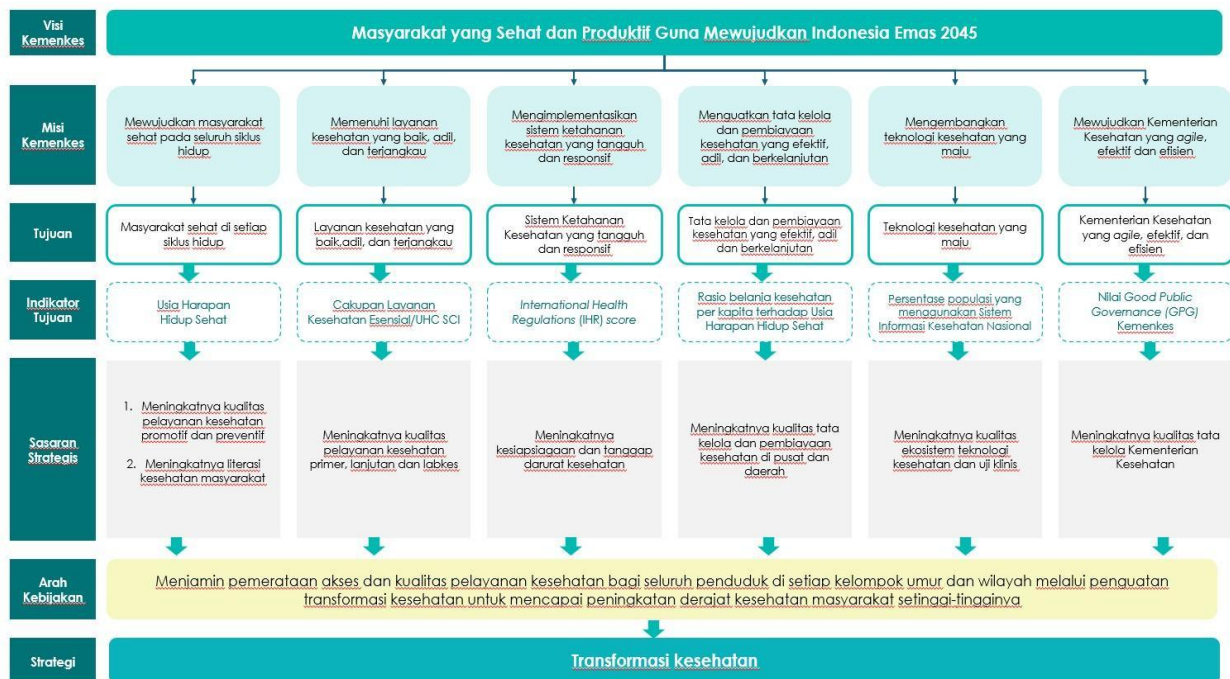 Visi
Kemenkes
Masyarakat yang Sehat dan Produktif Guna Mewujudkan Indonesia Emas 2045
Misi
Kemenkes
Mewujudkan masyarakat
sehat pada seluruh siklus
hidup
Memenuhi layanan
kesehatan yang baik, adil,
dan terjangkau
Mengimplementasikan
sistem ketahanan
kesehatan yang tangguh
dan responsif
Menguatkan tata kelola
dan pembiayaan
kesehatan yang efektif,
adil, dan berkelanjutan
Mengembangkan
teknologi kesehatan yang
maju
Mewujudkan Kementerian
Kesehatan yang agile,
efektif dan efisien
Tujuan
Masyarakat sehat di setiap
siklus hidup
Layanan kesehatan yang
baik,adil, dan terjangkau
Sistem Ketahanan
Kesehatan yang tangguh
dan responsif
Tata kelola dan pembiayaan
kesehatan yang efektif, adil
dan berkelanjutan
Teknologi kesehatan yang
maju
Kementerian Kesehatan
yang agile, efektif, dan
efisien
Indikator
Tujuan
Usia Harapan
Hidup Sehat
Cakupan Layanan
Kesehatan Esensial/UHC SCI
International Health
Regulations (IHR) score
Rasio belanja kesehatan
per kapita terhadap Usia
Harapan Hidup Sehat
Persentase populasi yang
menggunakan Sistem
Informasi Kesehatan Nasional
Nilai Good Public
Governance (GPG)
Kemenkes
Sasaran
Strategis
1. Meningkatnya kualitas
pelayanan kesehatan
promotif dan preventif
2. Meningkatnya literasi
kesehatan masyarakat
Meningkatnya kualitas
pelayanan kesehatan
primer, lanjutan dan labkes
Meningkatnya
kesiapsiagaan dan tanggap
darurat kesehatan
Meningkatnya kualitas tata
kelola dan pembiayaan
kesehatan di pusat dan
daerah
Meningkatnya kualitas
ekosistem teknologi
kesehatan dan uji klinis
Meningkatnya kualitas tata
kelola Kementerian
Kesehatan
Arah
Kebijakan
Menjamin pemerataan akses dan kualitas pelayanan kesehatan bagi seluruh penduduk di setiap kelompok umur dan wilayah melalui penguatan
transformasi kesehatan untuk mencapai peningkatan derajat kesehatan masyarakat setinggi-tingginya
Strategi
Transformasi kesehatan